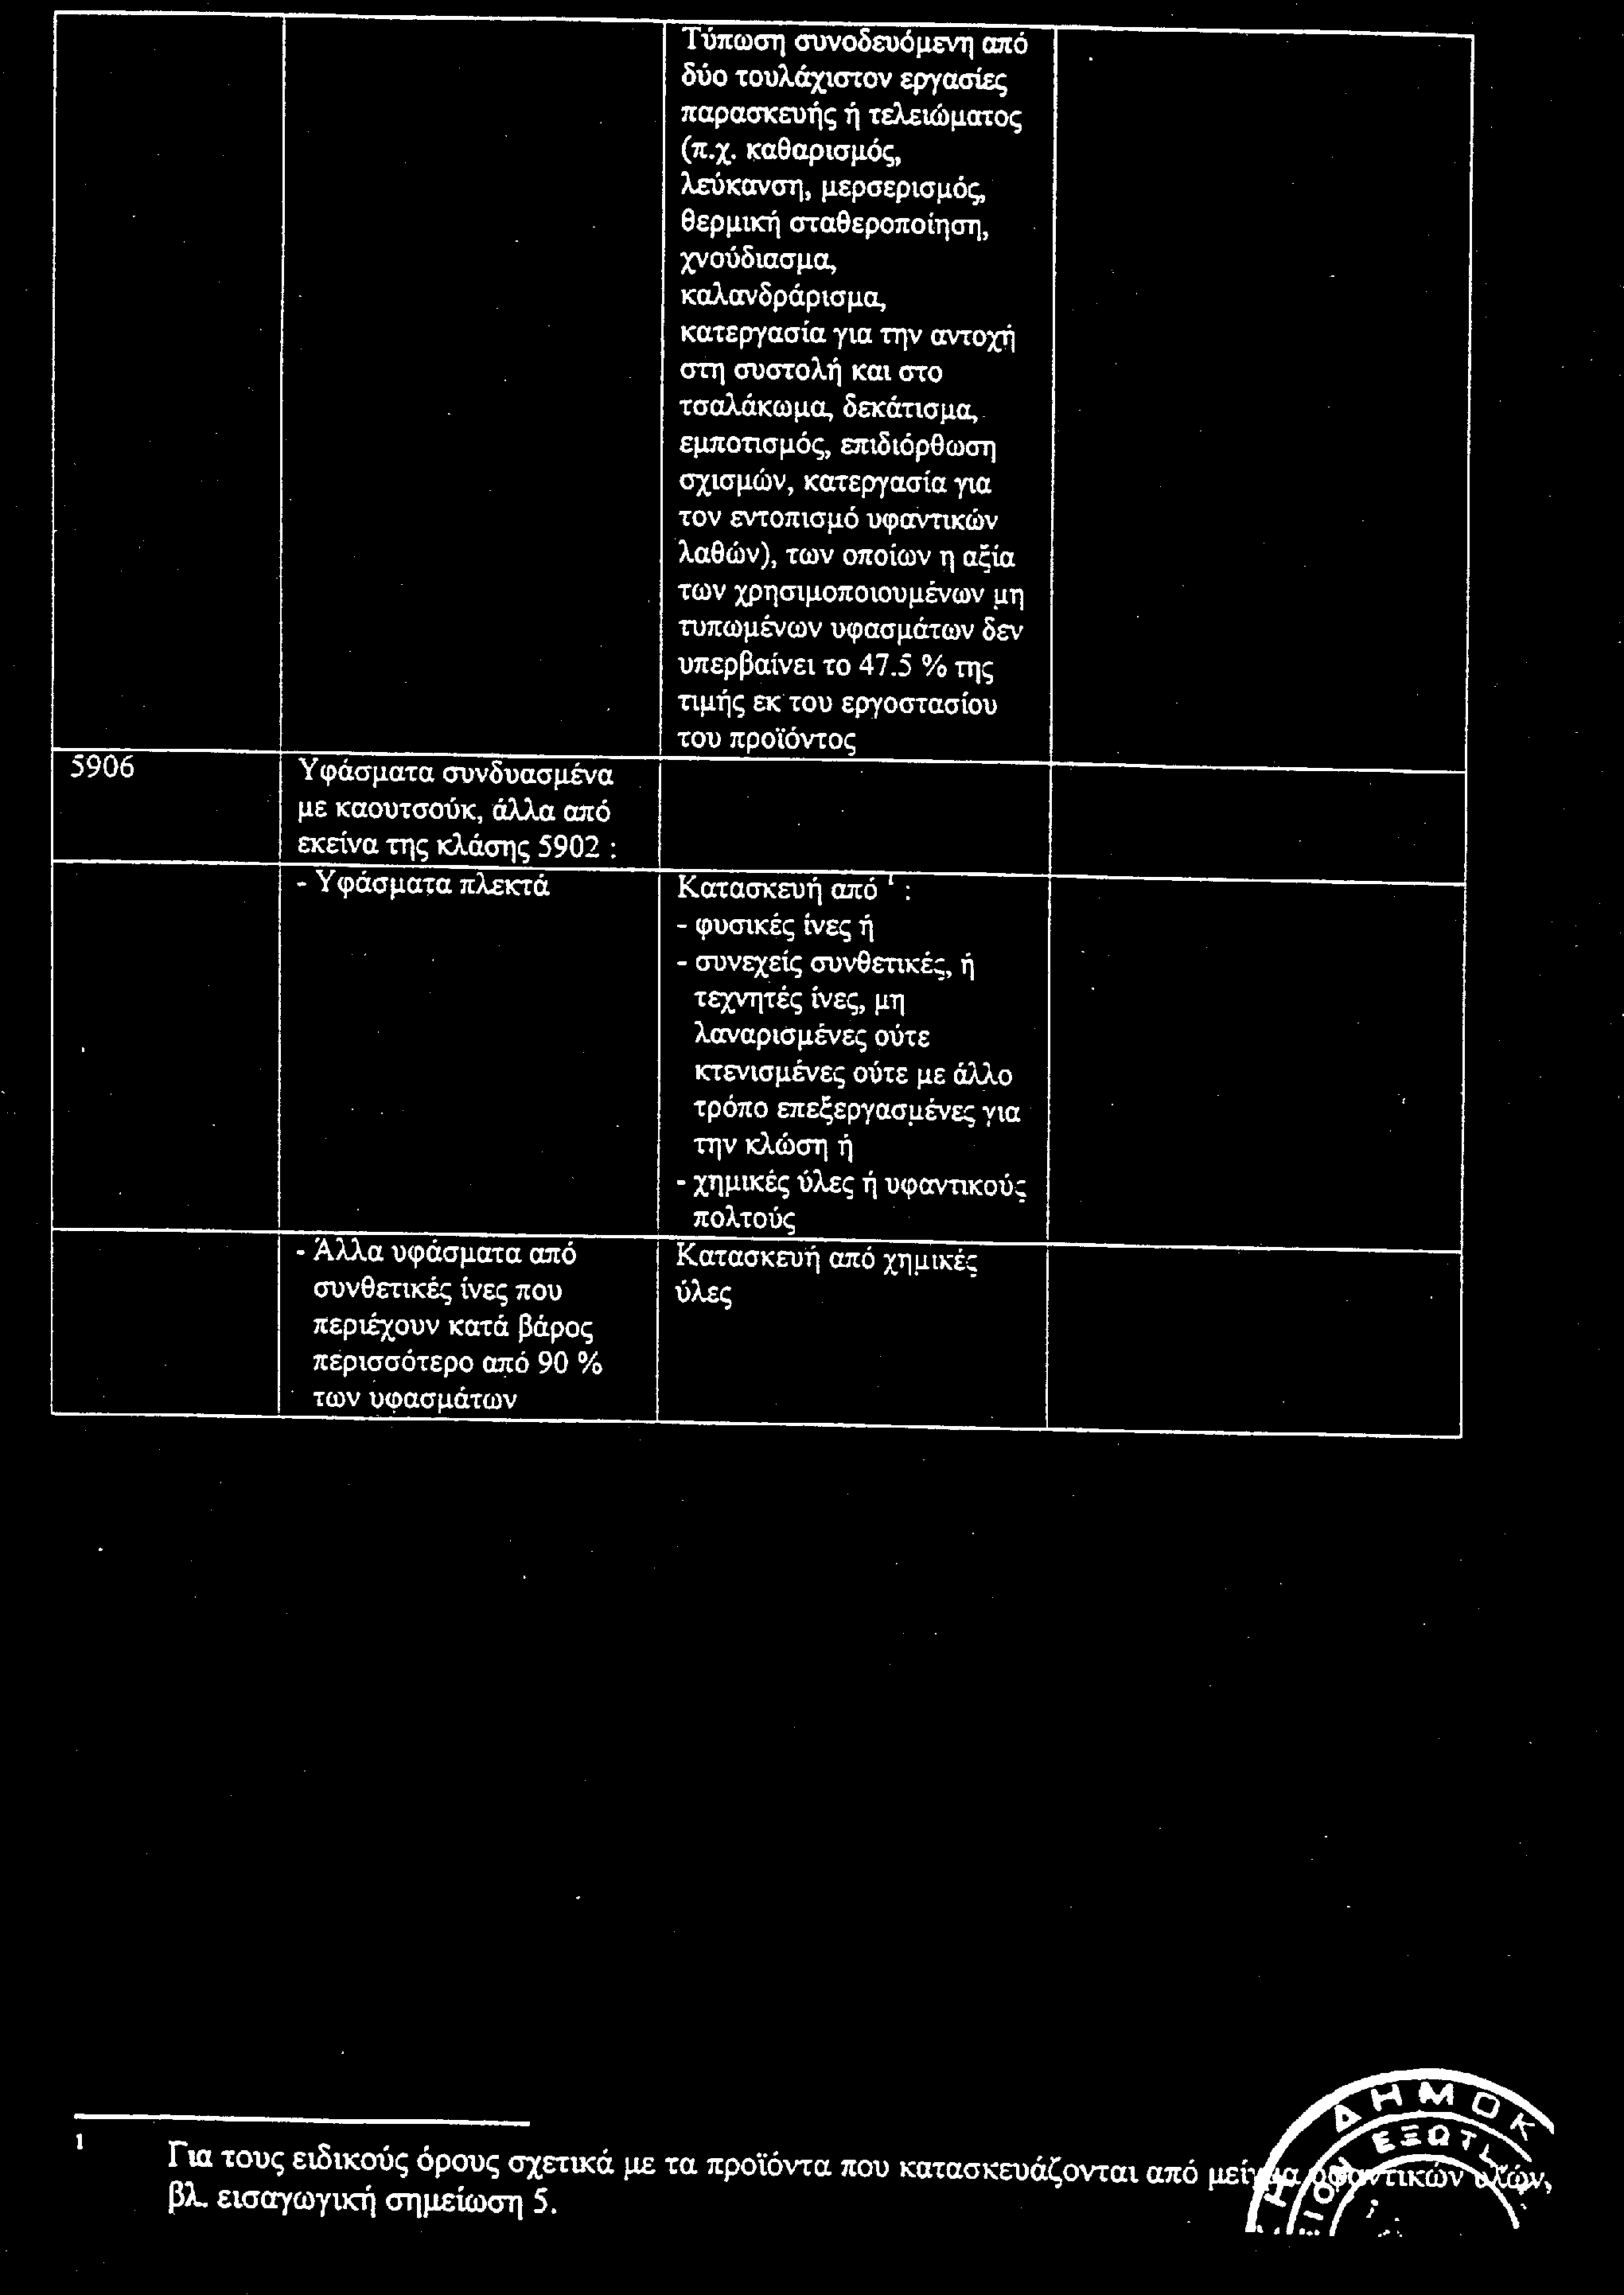 Τύπωση συνοδευόμενη από
δύο τουλάχιστον εργασίες
παρασκευής ή τελειώματος
(π.χ. καθαρισμός,
λεύκανση, μερσερισμός,
θερμική σταθεροποίηση,
χνούδιασμα,
καλανδράρισμα,
κατεργασία για την αντοχή
στη συστολή και στο
τσαλάκωμα, δεκάτισμα,
εμποτισμός, επιδιόρθωση
σχισμών, κατεργασία για
τον εντοπισμό υφαντικών
λαθών), των οποίων η αξία
των χρησιμοποιουμένων μη
τυπωμένων υφασμάτων δεν
υπερβαίνει το 47.5 % της
τιμής εκ του εργοστασίου
του προϊόντος
5906
Υφάσματα συνδυασμένα
με καουτσούκ, άλλα από
εκείνα της κλάσης 5902 :
- Υφάσματα πλεκτά
Κατασκευή από 1 :
- φυσικές ίνες ή
- συνεχείς συνθετικές, ή
τεχνητές ίνες, μη
λαναρισμένες ούτε
κτενισμένες ούτε με άλλο
τρόπο επεξεργασμένες για
την κλώση ή
- χημικές ύλες ή υφαντικούς
πολτούς
- Άλλα υφάσματα από
συνθετικές ίνες που
περιέχουν κατά βάρος
περισσότερο από 90 %
των υφασμάτων
Κατασκευή από χημικές
ύλες
1 Για τους ειδικούς όρους σχετικά με τα προϊόντα που κατασκευάζονται από μείγμα υφαντικών υλών,
βλ. εισαγωγική σημείωση 5.
ΔΗΜΟΚ
ΕΞΩΤ